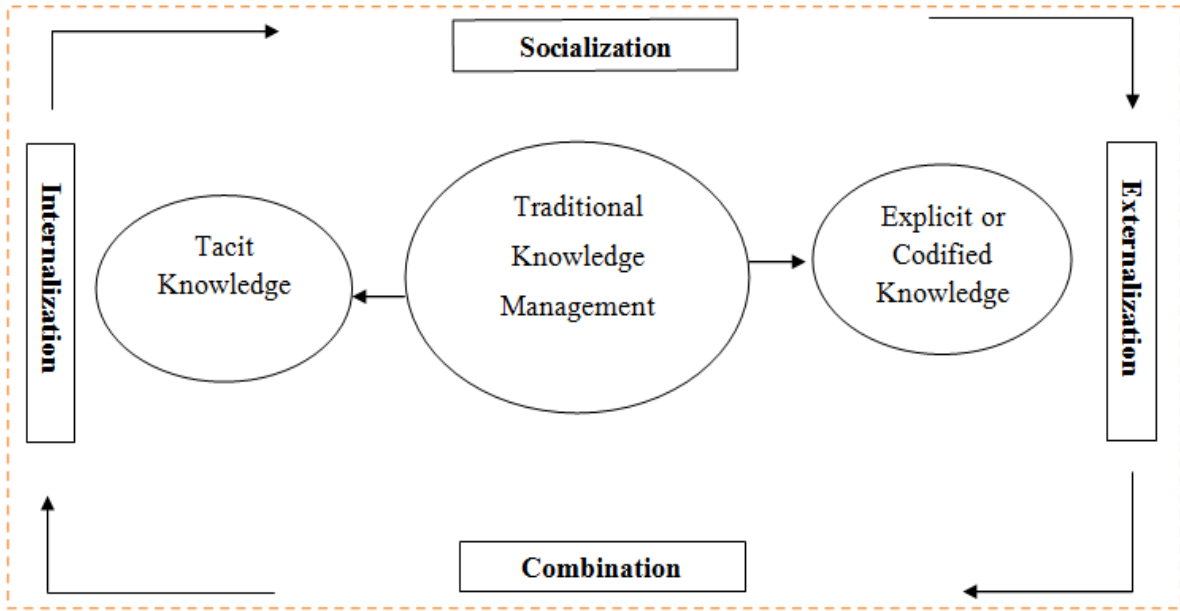 Socialization
Internalization
Tacit
Knowledge
Traditional
Knowledge
Management
Explicit or
Codified
Knowledge
Externalization
Combination